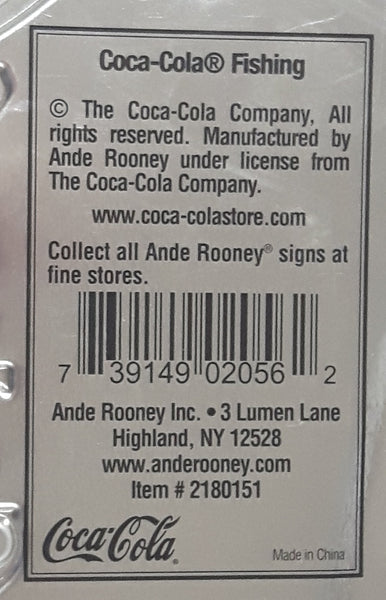 Coca-Cola® Fishing
© The Coca-Cola Company, All
rights reserved. Manufactured by
Ande Rooney under license from
The Coca-Cola Company.
www.coca-colastore.com
Collect all Ande Rooney® signs at
fine stores.
7 39149 02056 2
Ande Rooney Inc. • 3 Lumen Lane
Highland, NY 12528
www.anderooney.com
Item # 2180151
Coca-Cola®
Made in China